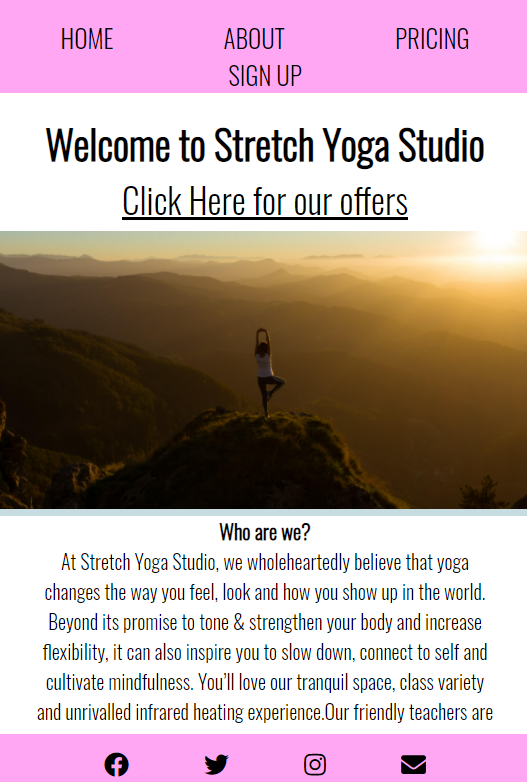 HOME ABOUT PRICING
SIGN UP
Welcome to Stretch Yoga Studio
Click Here for our offers
Who are we?
At Stretch Yoga Studio, we wholeheartedly believe that yoga
changes the way you feel, look and how you show up in the world.
Beyond its promise to tone & strengthen your body and increase
flexibility, it can also inspire you to slow down, connect to self and
cultivate mindfulness. You’ll love our tranquil space, class variety
and unrivalled infrared heating experience.Our friendly teachers are